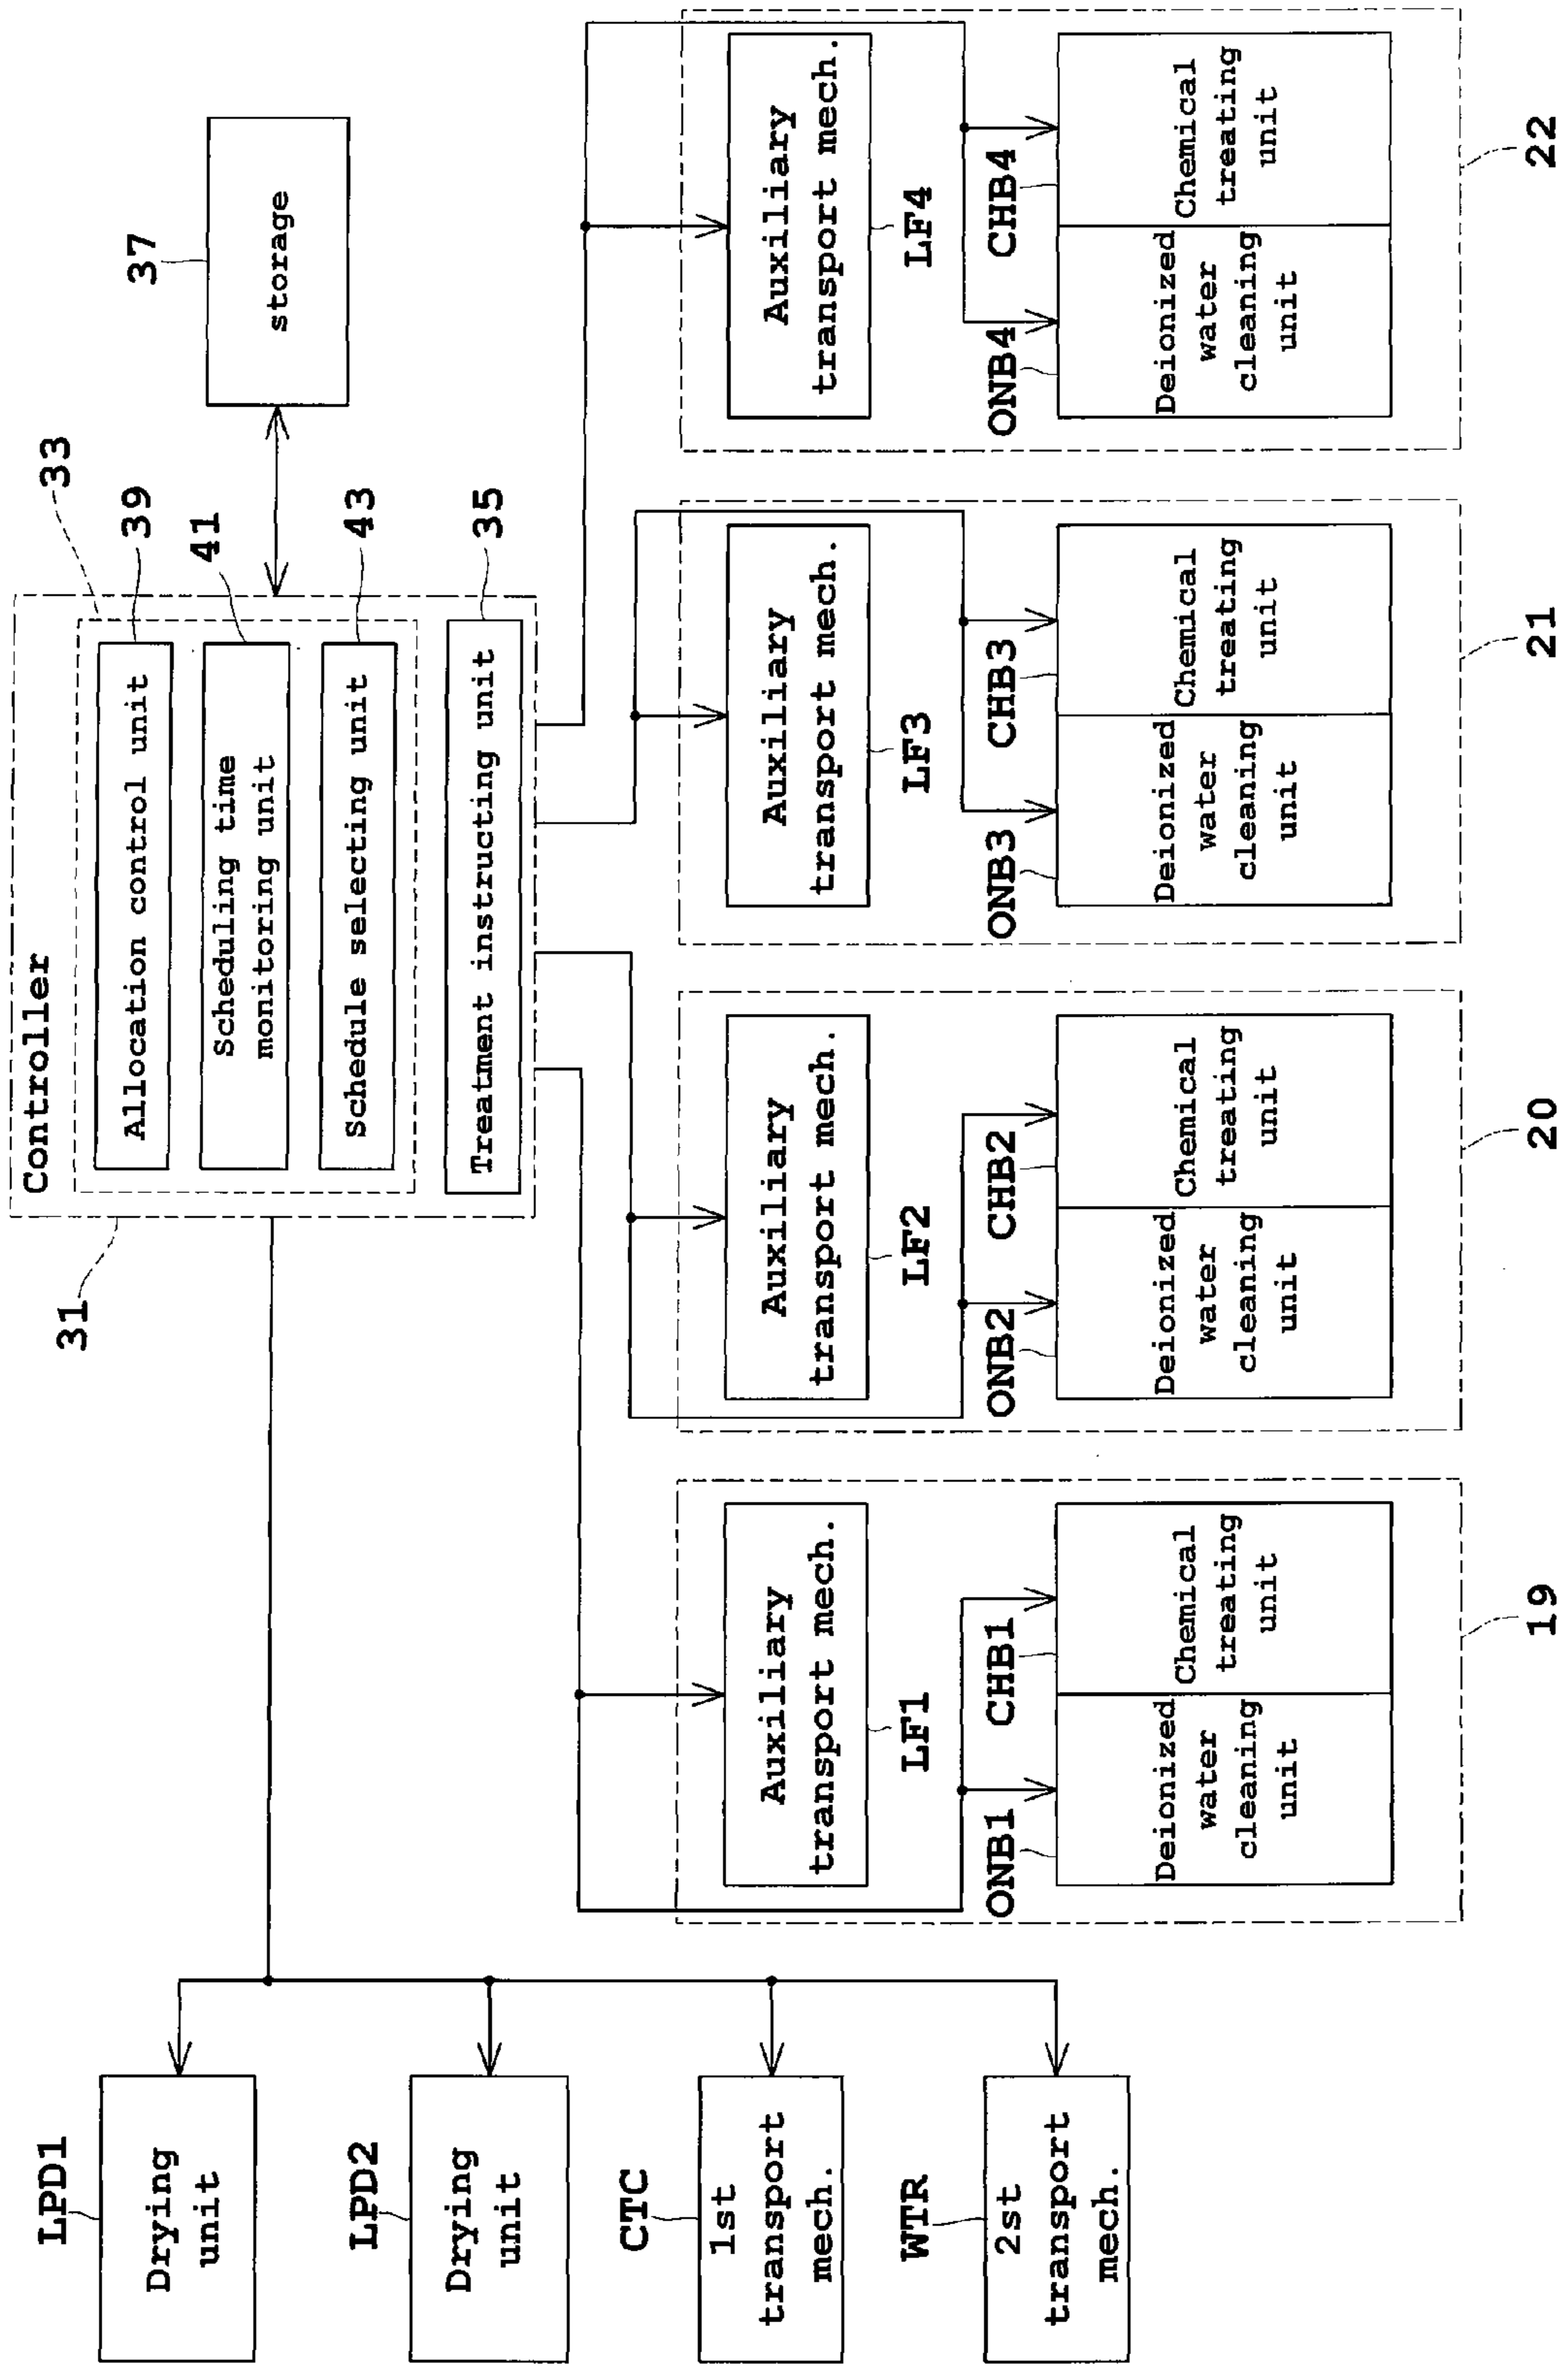 Controller
Allocation control unit
Scheduling time
monitoring unit
Schedule selecting unit
Treatment instructing unit
31
33
39
41
43
35
37
storage
LPD1
Drying
unit
LPD2
Drying
unit
CTC
1st
transport
mech.
WTR
2st
transport
mech.
Auxiliary
transport mech.
LF1
ONB1
CHB1
Deionized
water
cleaning
unit
Chemical
treating
unit
19
Auxiliary
transport mech.
LF2
ONB2
CHB2
Deionized
water
cleaning
unit
Chemical
treating
unit
20
Auxiliary
transport mech.
LF3
ONB3
CHB3
Deionized
water
cleaning
unit
Chemical
treating
unit
21
Auxiliary
transport mech.
LF4
ONB4
CHB4
Deionized
water
cleaning
unit
Chemical
treating
unit
22